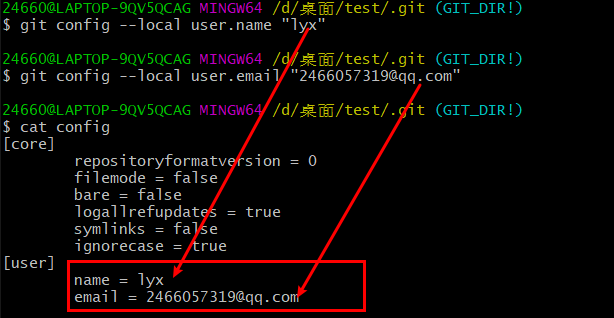 24660@LAPTOP-9QV5QCAG MINGW64 /d/桌面/test/.git (GIT_DIR!)
$ git config --local user.name "lyx"
24660@LAPTOP-9QV5QCAG MINGW64 /d/桌面/test/.git (GIT_DIR!)
$ git config --local user.email "2466057319@qq.com"
24660@LAPTOP-9QV5QCAG MINGW64 /d/桌面/test/.git (GIT_DIR!)
$ cat config
[core]
repositoryformatversion = 0
filemode = false
bare = false
logallrefupdates = true
symlinks = false
ignorecase = true
[user]
name = lyx
email = 2466057319@qq.com